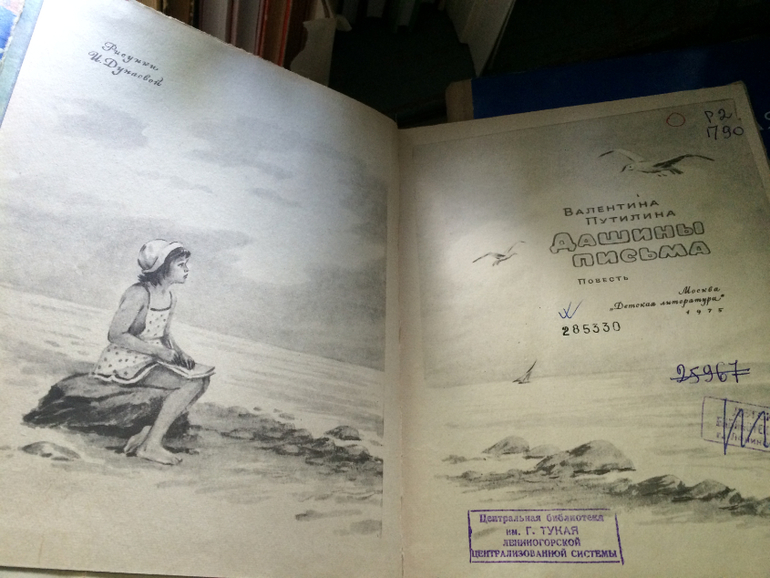 Рисунки
И. Дунаевой
Р2
П90
ВАЛЕНТИНА
ПУТИЛИНА
ДАШИНЫ
ПИСЬМА
ПОВЕСТЬ
Москва
„Детская литература“
1975
285330
25967
Центральная библиотека
им. Г. ТУКАЯ
ЛЕНИНОГОРСКОЙ
ЦЕНТРАЛИЗОВАННОЙ СИСТЕМЫ